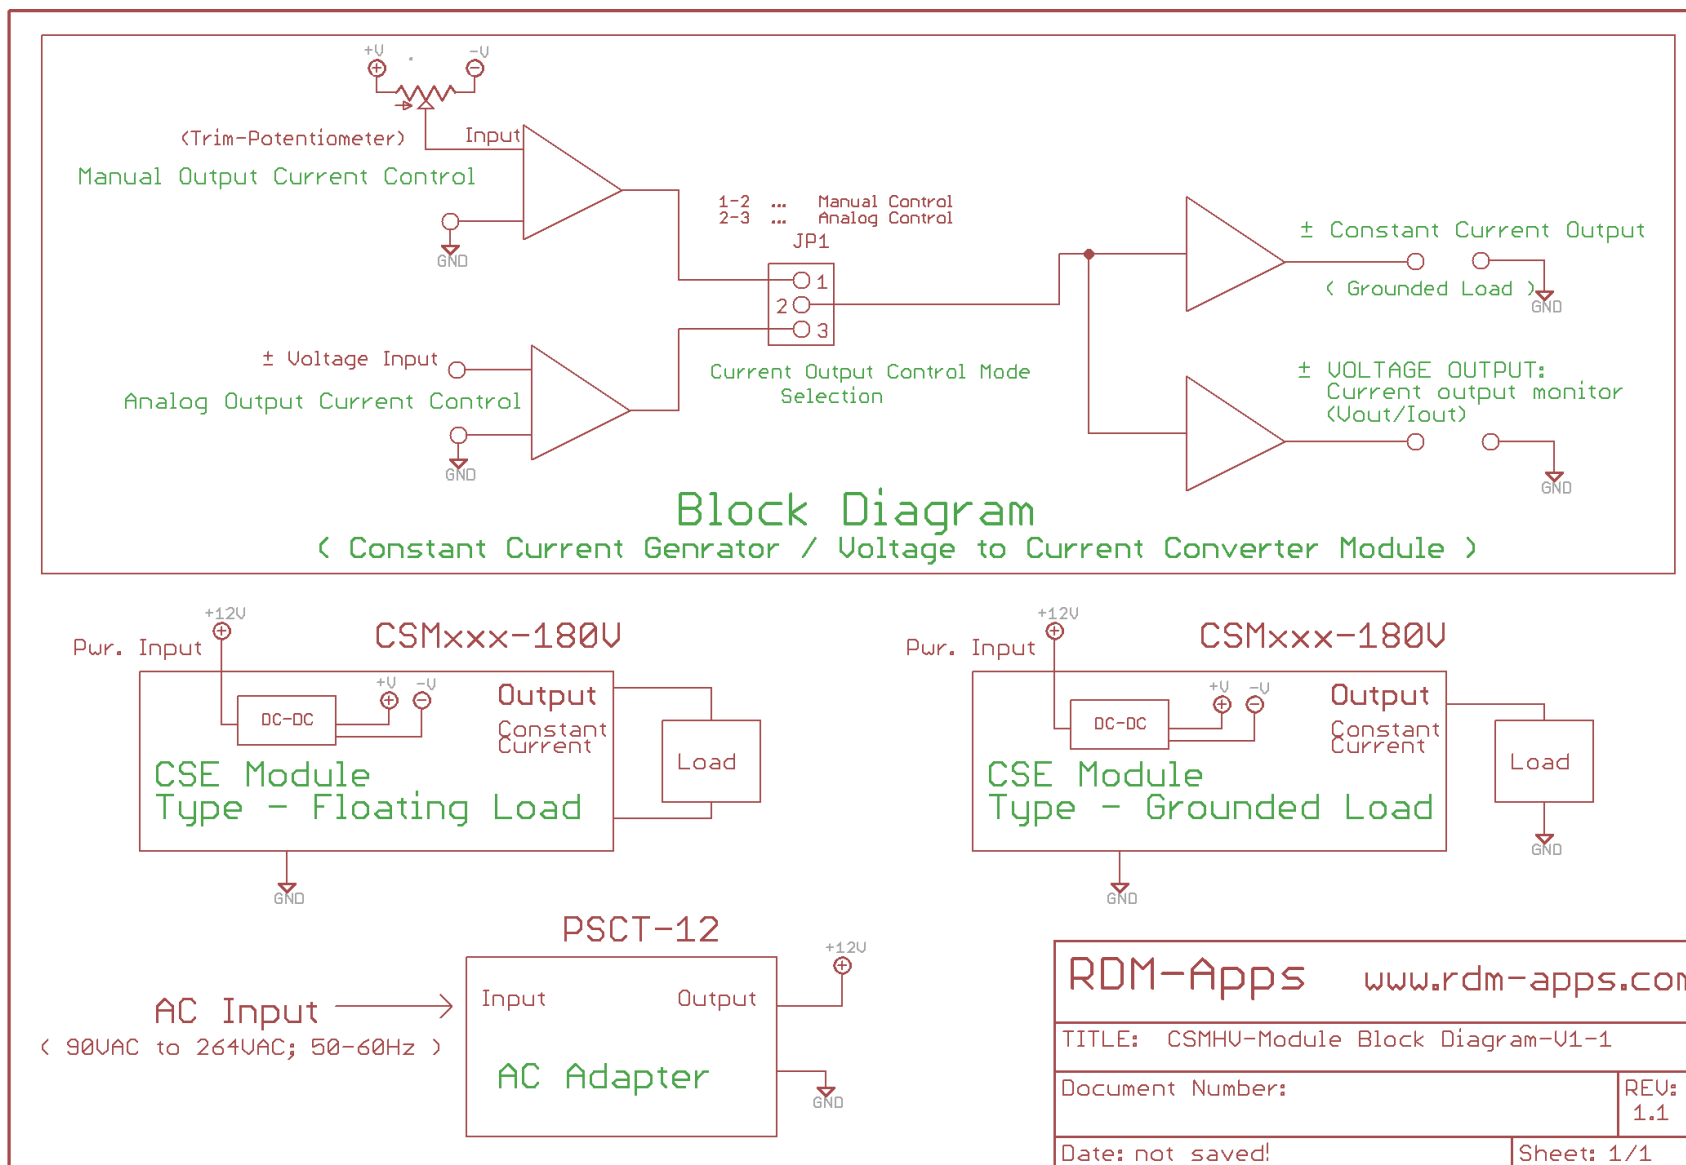 +V
-V
(Trim-Potentiometer)
Input
Manual Output Current Control
GND
1-2 ... Manual Control
2-3 ... Analog Control
JP1
1
2
3
± Constant Current Output
( Grounded Load )
GND
± Voltage Input
Analog Output Current Control
GND
Current Output Control Mode
Selection
± VOLTAGE OUTPUT:
Current output monitor
(Vout/Iout)
GND
Block Diagram
( Constant Current Genrator / Voltage to Current Converter Module )
+12V
Pwr. Input
CSMxxx-180V
+V
-V
DC-DC
Output
Constant
Current
Load
CSE Module
Type - Floating Load
GND
+12V
Pwr. Input
CSMxxx-180V
+V
-V
DC-DC
Output
Constant
Current
Load
CSE Module
Type - Grounded Load
GND
GND
PSCT-12
+12V
AC Input
( 90VAC to 264VAC; 50-60Hz )
Input
Output
AC Adapter
GND
RDM-Apps www.rdm-apps.com
TITLE: CSMHV-Module Block Diagram-V1-1
Document Number:
REV:
1.1
Date: not saved!
Sheet: 1/1